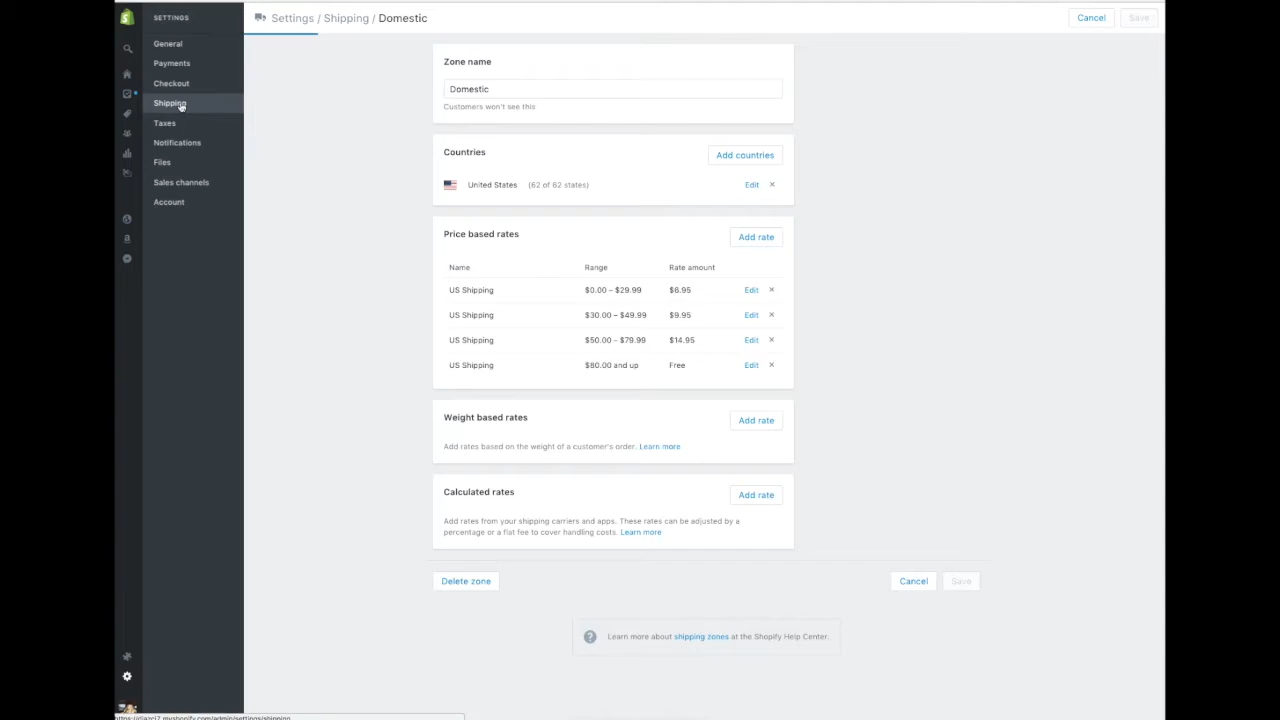 SETTINGS
General
Payments
Checkout
Shipping
Taxes
Notifications
Files
Sales channels
Account
Settings / Shipping / Domestic
Cancel
Save
Zone name
Domestic
Customers won't see this
Countries
Add countries
United States (62 of 62 states)
Edit
Price based rates
Add rate
Name Range Rate amount
US Shipping $0.00 – $29.99 $6.95 Edit ×
US Shipping $30.00 – $49.99 $9.95 Edit ×
US Shipping $50.00 – $79.99 $14.95 Edit ×
US Shipping $80.00 and up Free Edit ×
Weight based rates
Add rate
Add rates based on the weight of a customer's order. Learn more
Calculated rates
Add rate
Add rates from your shipping carriers and apps. These rates can be adjusted by a
percentage or a flat fee to cover handling costs. Learn more
Delete zone
Cancel
Save
Learn more about shipping zones at the Shopify Help Center.